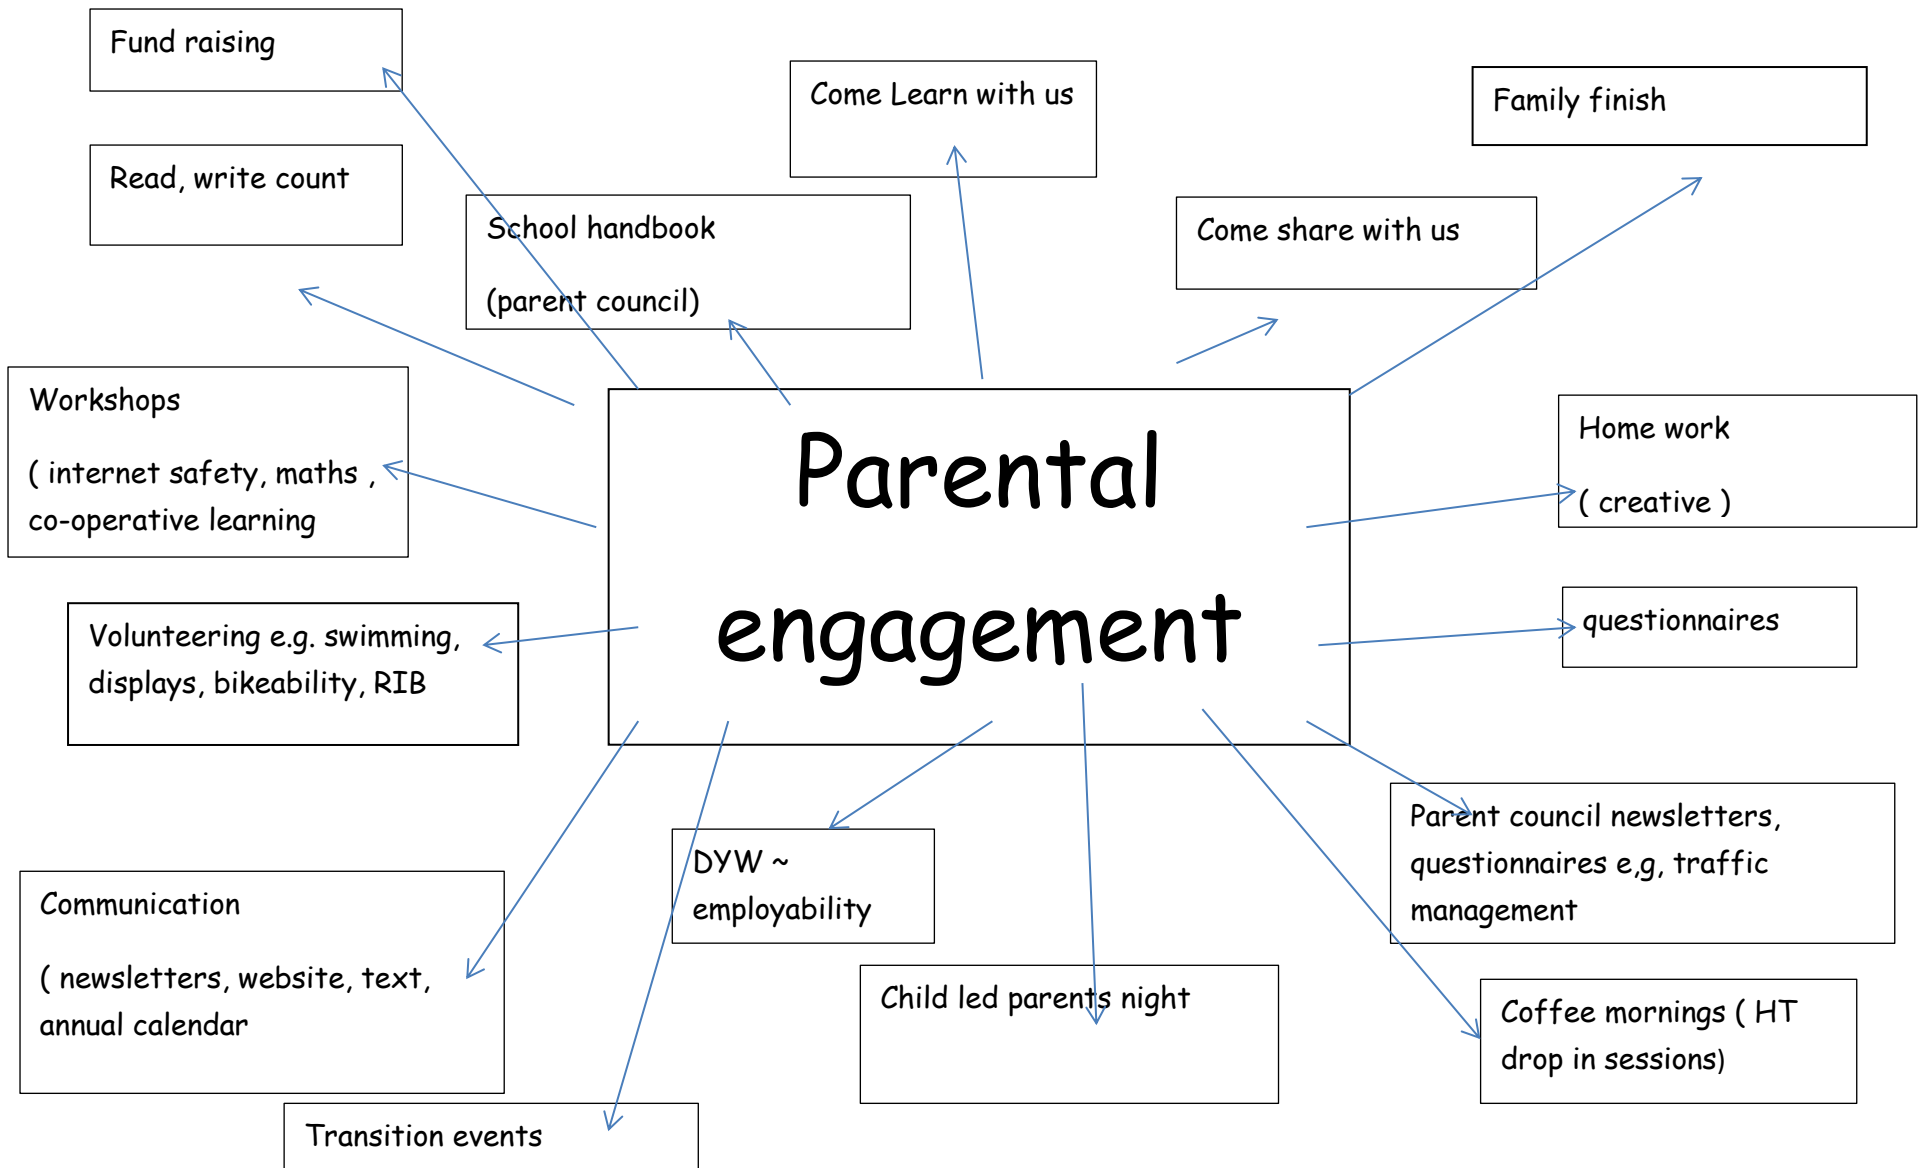 Fund raising
Come Learn with us
Family finish
Read, write count
School handbook
(parent council)
Come share with us
Workshops
( internet safety, maths ,
co-operative learning
Parental
engagement
Home work
( creative )
questionnaires
Volunteering e.g. swimming,
displays, bikeability, RIB
DYW ~
employability
Parent council newsletters,
questionnaires e,g, traffic
management
Communication
( newsletters, website, text,
annual calendar
Child led parents night
Coffee mornings ( HT
drop in sessions)
Transition events